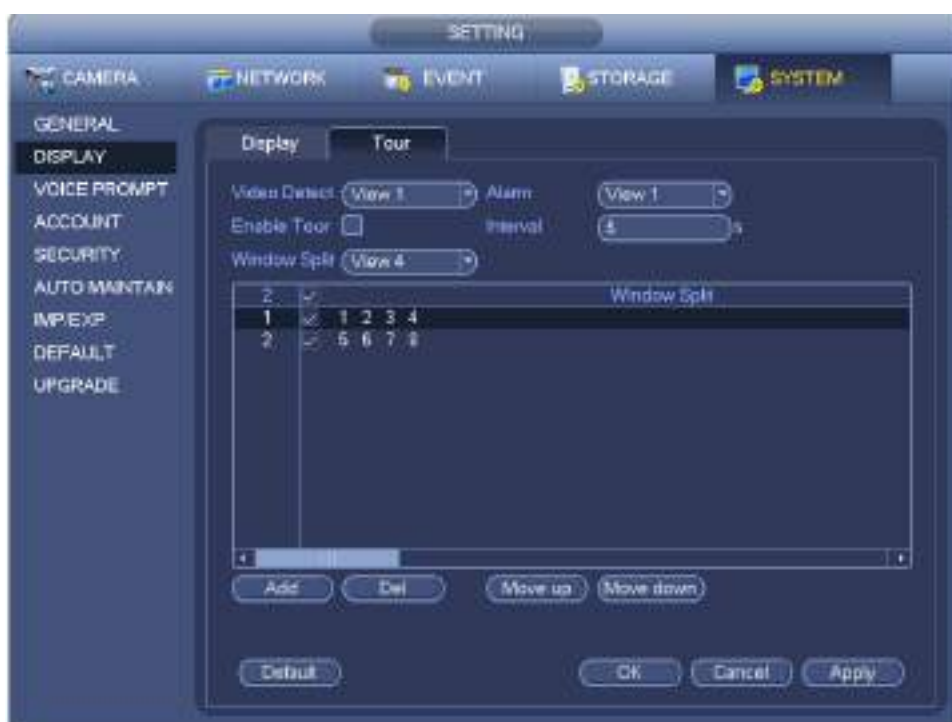 SETTING
CAMERA NETWORK EVENT STORAGE SYSTEM
GENERAL
DISPLAY
VOICE PROMPT
ACCOUNT
SECURITY
AUTO MAINTAIN
IMP/EXP
DEFAULT
UPGRADE
Display Tour
Video Detect View 1 Alarm View 1
Enable Tour Interval 5 s
Window Split View 4
2 Window Split
1 1 2 3 4
2 5 6 7 8
Add Del Move up Move down
Default OK Cancel Apply